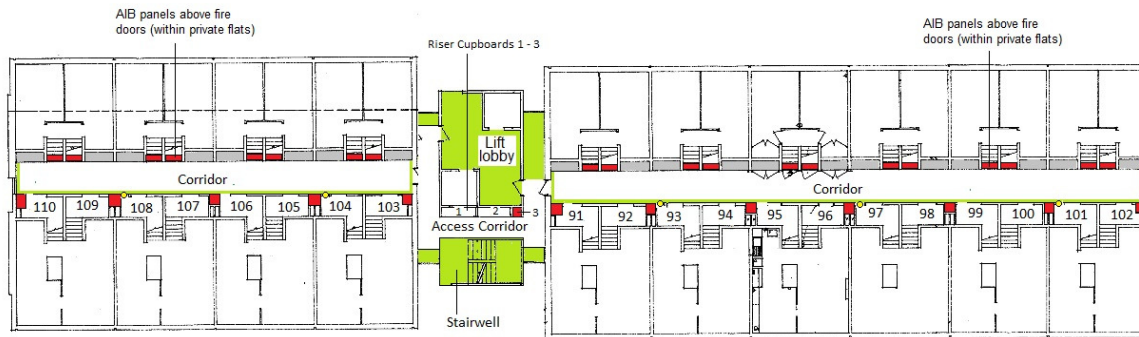 AIB panels above fire
doors (within private flats)
Riser Cupboards 1 - 3
AIB panels above fire
doors (within private flats)
Lift
lobby
Corridor
Corridor
110 109 108 107 106 105 104 103
1 2 3
91 92 93 94 95 96 97 98 99 100 101 102
Access Corridor
Stairwell